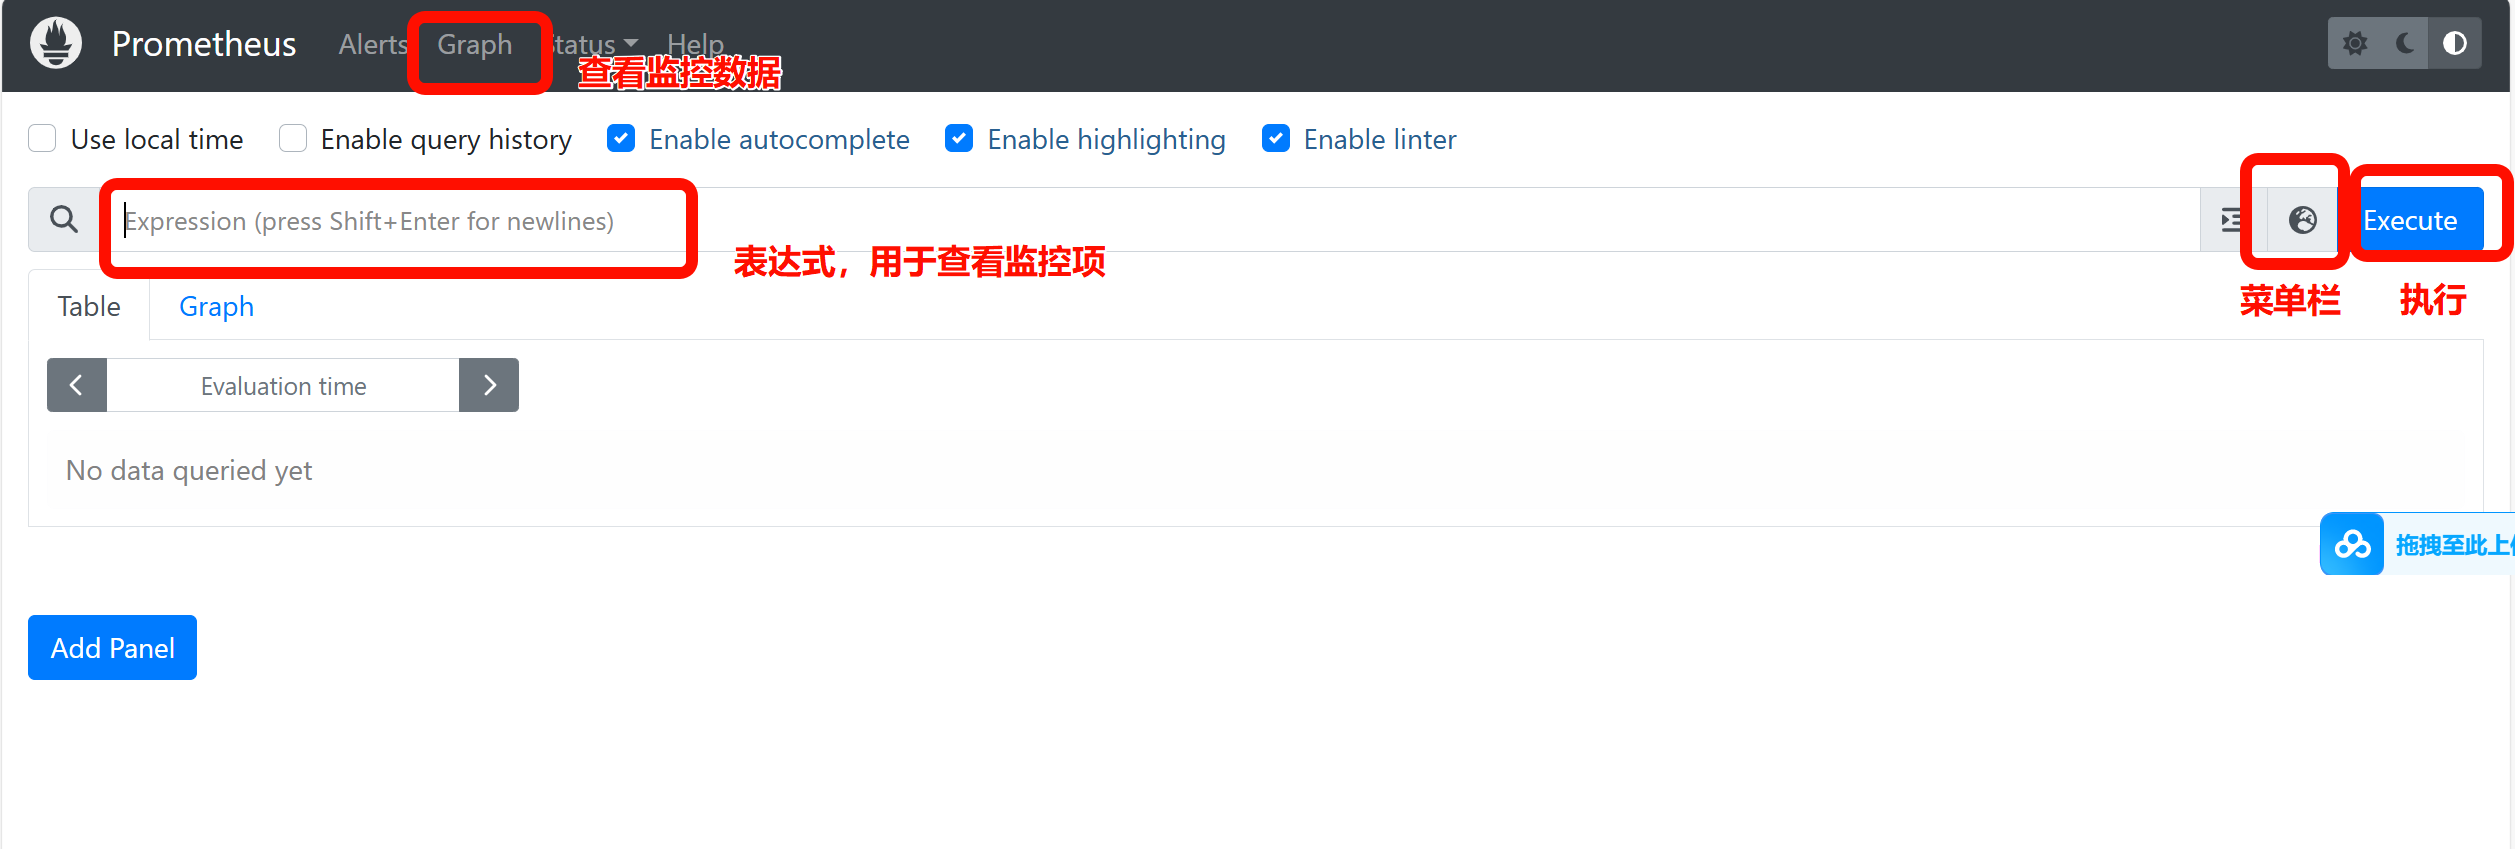 Prometheus Alerts Graph Status Help
查看监控数据
Use local time Enable query history Enable autocomplete Enable highlighting Enable linter
Expression (press Shift+Enter for newlines) Execute
表达式，用于查看监控项
菜单栏 执行
Table Graph
Evaluation time
No data queried yet
拖拽至此上
Add Panel